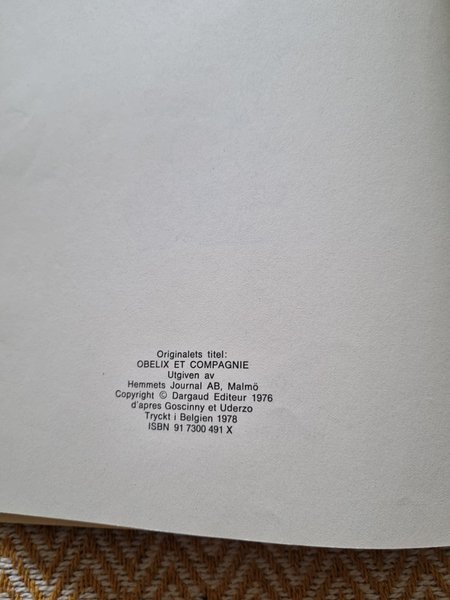 Originalets titel:
OBELIX ET COMPAGNIE
Utgiven av
Hemmets Journal AB, Malmö
Copyright © Dargaud Editeur 1976
d'apres Goscinny et Uderzo
Tryckt i Belgien 1978
ISBN 91 7300 491 X